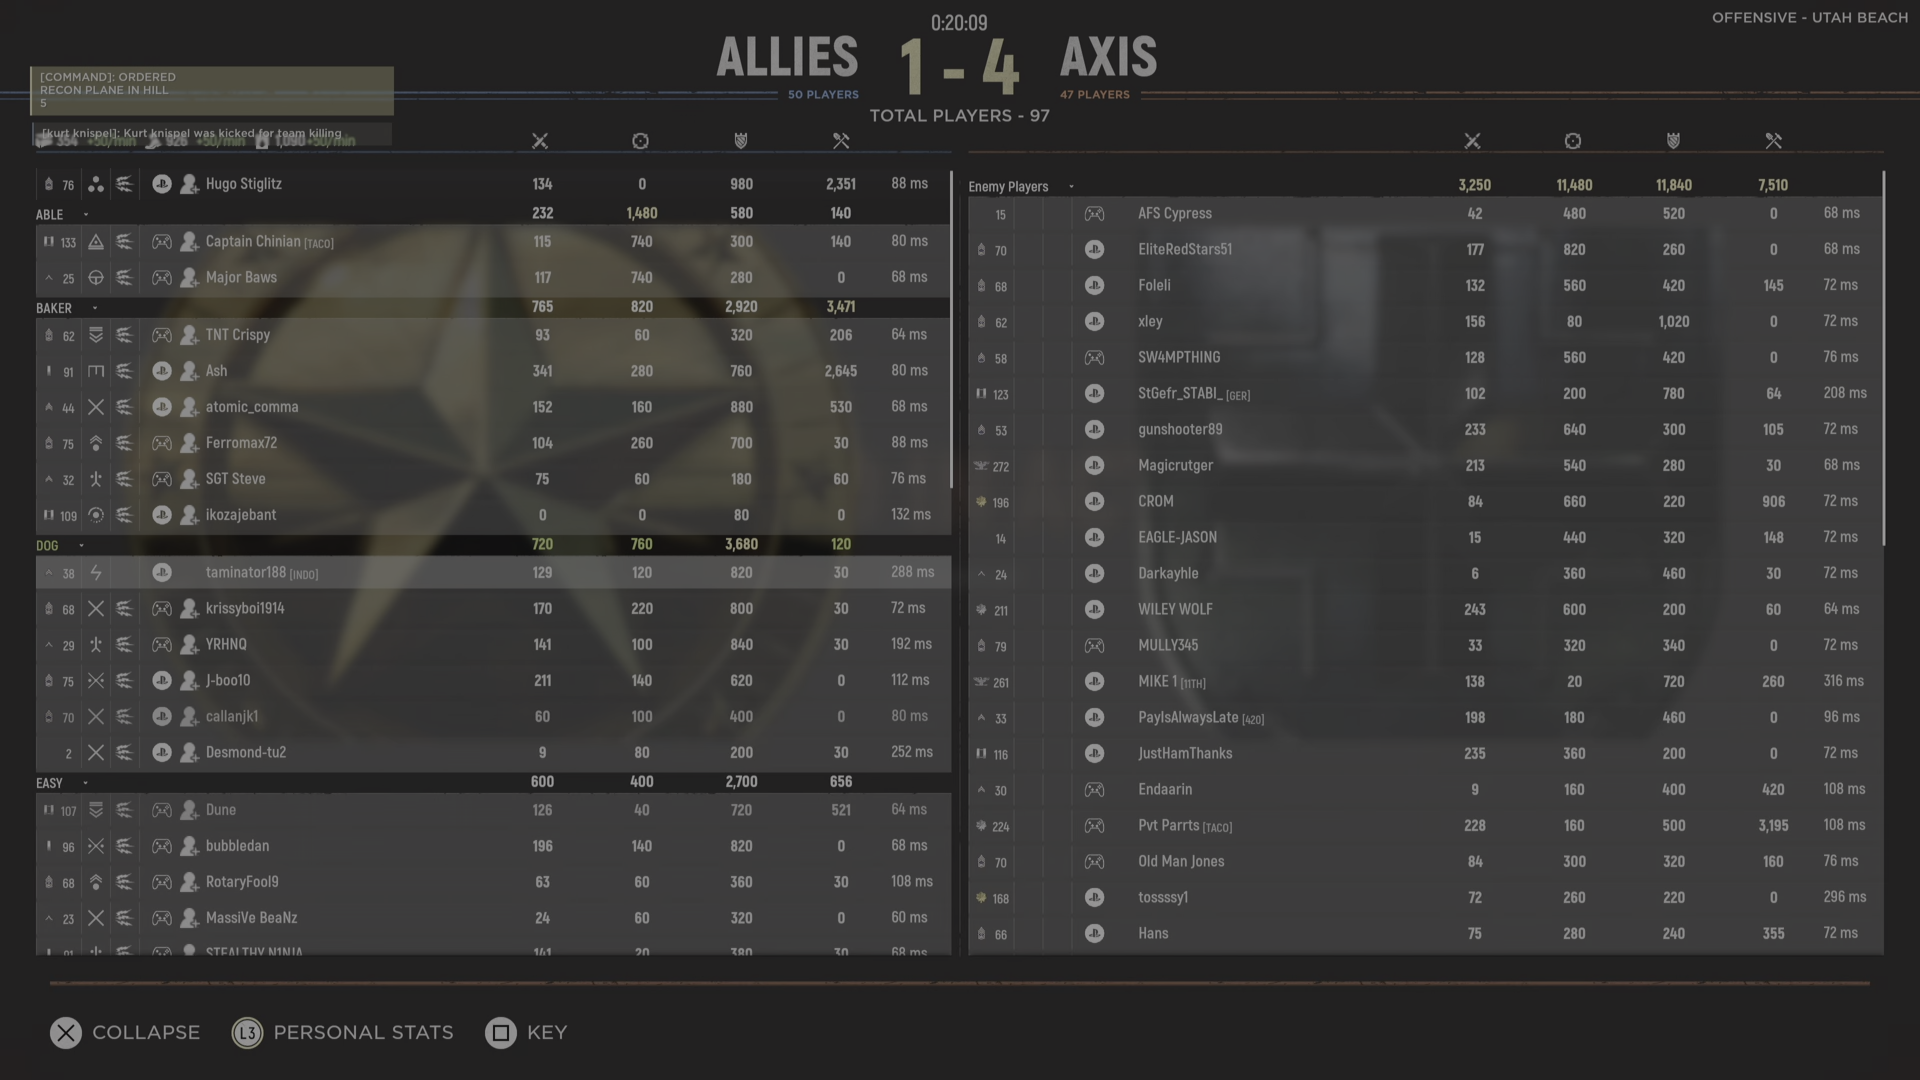 0:20:09
OFFENSIVE - UTAH BEACH
ALLIES 1 - 4 AXIS
50 PLAYERS 47 PLAYERS
TOTAL PLAYERS - 97
[COMMAND]: ORDERED
RECON PLANE IN HILL
5
[kurt knispel]: Kurt knispel was kicked for team killing
354 +50/min 926 +50/min 1,090 +50/min
76 Hugo Stiglitz 134 0 980 2,351 88 ms
ABLE 232 1,480 580 140
133 Captain Chinian [TACO] 115 740 300 140 80 ms
25 Major Baws 117 740 280 0 68 ms
BAKER 765 820 2,920 3,471
62 TNT Crispy 93 60 320 206 64 ms
91 Ash 341 280 760 2,645 80 ms
44 atomic_comma 152 160 880 530 68 ms
75 Ferromax72 104 260 700 30 88 ms
32 SGT Steve 75 60 180 60 76 ms
109 ikozajebant 0 0 80 0 132 ms
DOG 720 760 3,680 120
38 taminator188 [INDO] 129 120 820 30 288 ms
68 krissyboi1914 170 220 800 30 72 ms
29 YRHNQ 141 100 840 30 192 ms
75 J-boo10 211 140 620 0 112 ms
70 callanjk1 60 100 400 0 80 ms
2 Desmond-tu2 9 80 200 30 252 ms
EASY 600 400 2,700 656
107 Dune 126 40 720 521 64 ms
96 bubbledan 196 140 820 0 68 ms
68 RotaryFool9 63 60 360 30 108 ms
23 MassiVe BeaNz 24 60 320 0 60 ms
91 STEALTHY N1NJA 141 20 380 30 68 ms
Enemy Players 3,250 11,480 11,840 7,510
15 AFS Cypress 42 480 520 0 68 ms
70 EliteRedStars51 177 820 260 0 68 ms
68 Foleli 132 560 420 145 72 ms
62 xley 156 80 1,020 0 72 ms
58 SW4MPTHING 128 560 420 0 76 ms
123 StGefr_STABI_ [GER] 102 200 780 64 208 ms
53 gunshooter89 233 640 300 105 72 ms
272 Magicrutger 213 540 280 30 68 ms
196 CROM 84 660 220 906 72 ms
14 EAGLE-JASON 15 440 320 148 72 ms
24 Darkayhle 6 360 460 30 72 ms
211 WILEY WOLF 243 600 200 60 64 ms
79 MULLY345 33 320 340 0 72 ms
261 MIKE 1 [11TH] 138 20 720 260 316 ms
33 PayIsAlwaysLate [420] 198 180 460 0 96 ms
116 JustHamThanks 235 360 200 0 72 ms
30 Endaarin 9 160 400 420 108 ms
224 Pvt Parrts [TACO] 228 160 500 3,195 108 ms
70 Old Man Jones 84 300 320 160 76 ms
168 tossssy1 72 260 220 0 296 ms
66 Hans 75 280 240 355 72 ms
COLLAPSE L3 PERSONAL STATS KEY